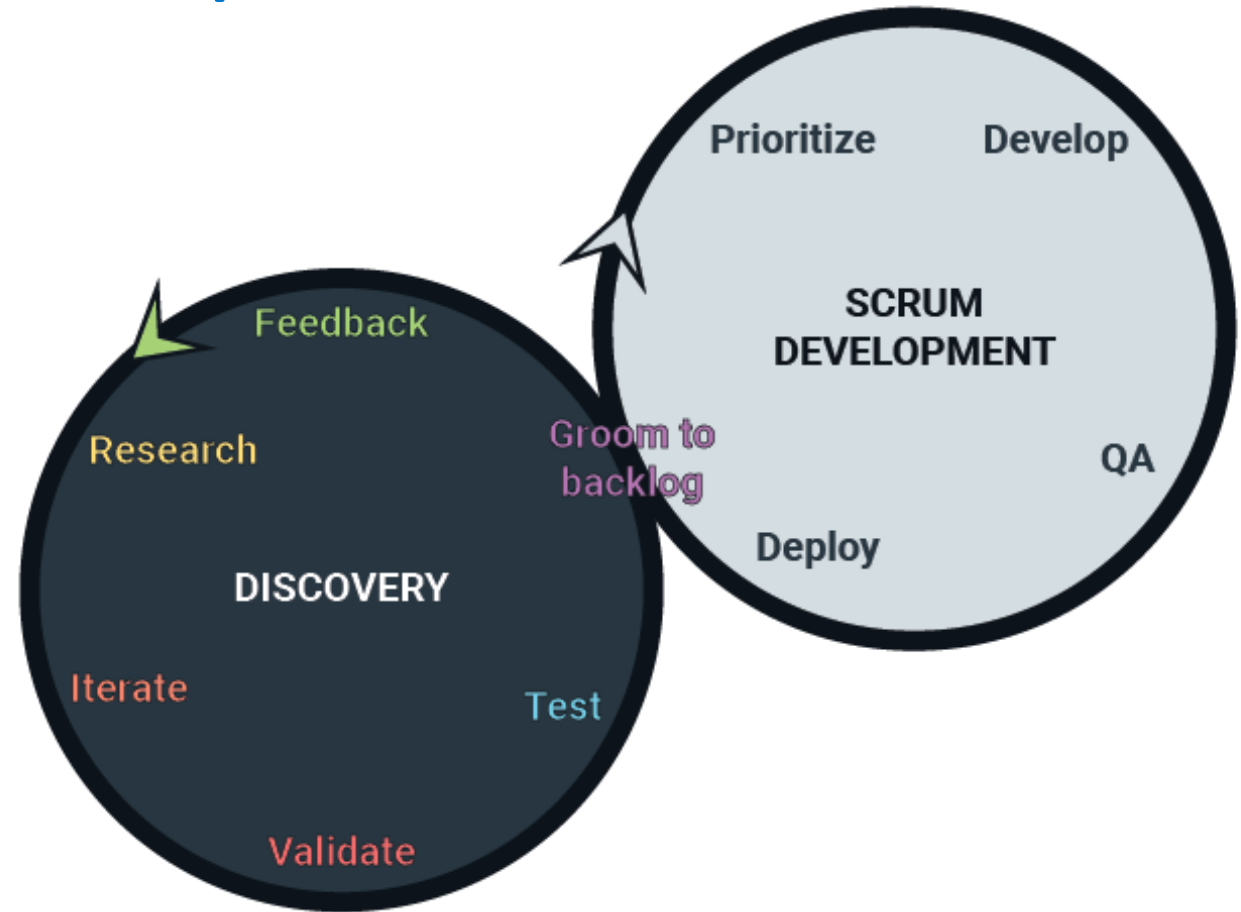 Prioritize
Develop
SCRUM
DEVELOPMENT
Feedback
Groom to
backlog
Research
QA
Deploy
DISCOVERY
Iterate
Test
Validate